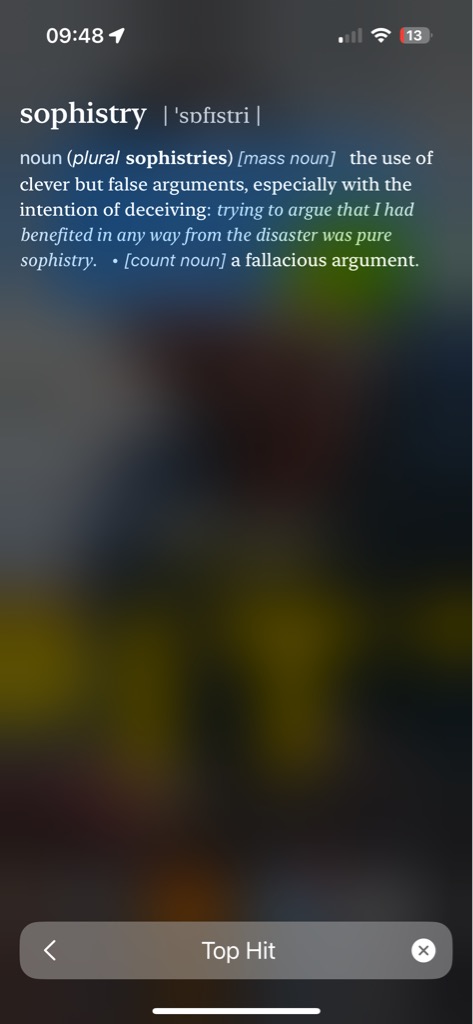 09:48
13
sophistry | ˈsɒfɪstri |
noun (plural sophistries) [mass noun] the use of
clever but false arguments, especially with the
intention of deceiving: trying to argue that I had
benefited in any way from the disaster was pure
sophistry. • [count noun] a fallacious argument.
Top Hit